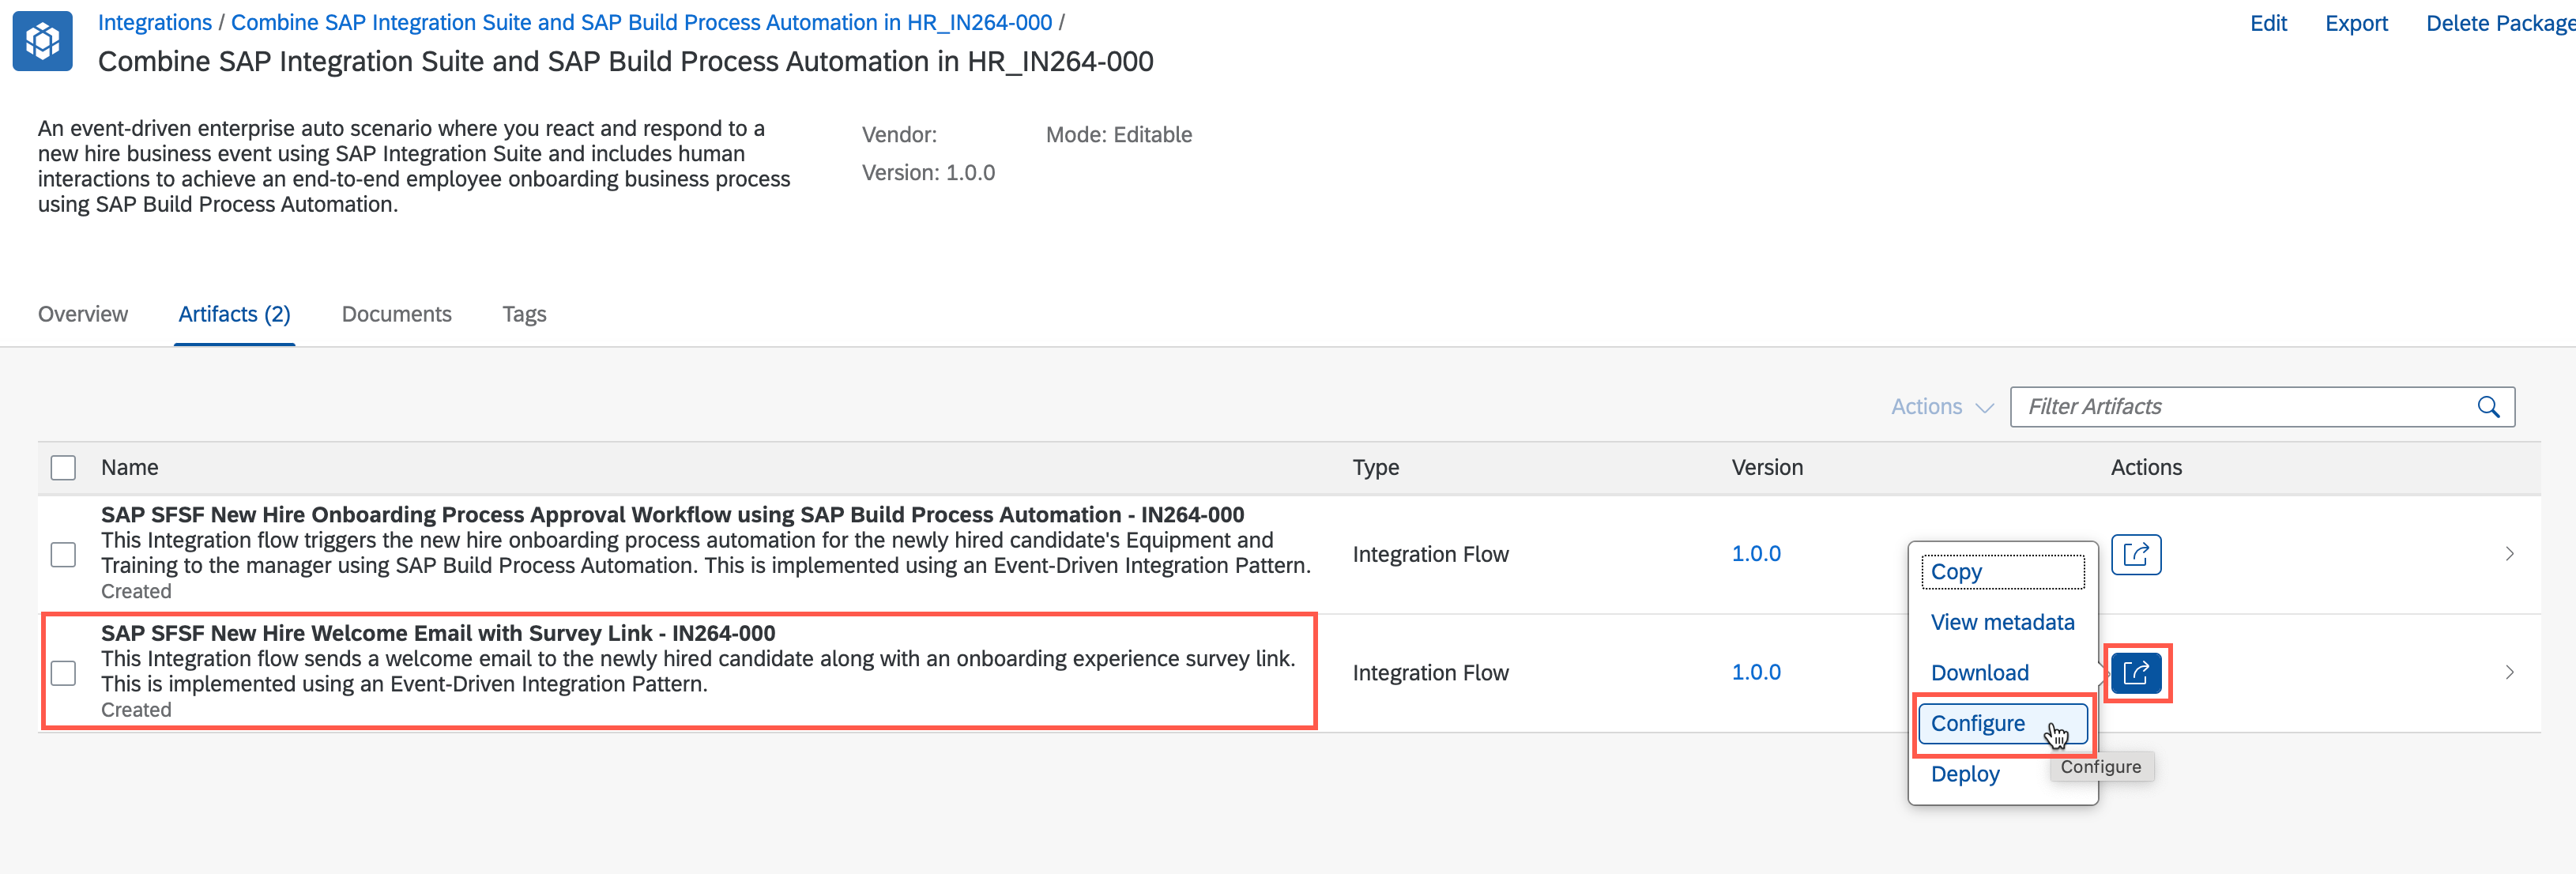 Integrations / Combine SAP Integration Suite and SAP Build Process Automation in HR_IN264-000 /
Edit
Export
Delete Package
Combine SAP Integration Suite and SAP Build Process Automation in HR_IN264-000
An event-driven enterprise auto scenario where you react and respond to a
new hire business event using SAP Integration Suite and includes human
interactions to achieve an end-to-end employee onboarding business process
using SAP Build Process Automation.
Vendor:
Mode: Editable
Version: 1.0.0
Overview
Artifacts (2)
Documents
Tags
Actions
Filter Artifacts
Name
Type
Version
Actions
SAP SFSF New Hire Onboarding Process Approval Workflow using SAP Build Process Automation - IN264-000
This Integration flow triggers the new hire onboarding process automation for the newly hired candidate's Equipment and
Training to the manager using SAP Build Process Automation. This is implemented using an Event-Driven Integration Pattern.
Created
Integration Flow
1.0.0
SAP SFSF New Hire Welcome Email with Survey Link - IN264-000
This Integration flow sends a welcome email to the newly hired candidate along with an onboarding experience survey link.
This is implemented using an Event-Driven Integration Pattern.
Created
Integration Flow
1.0.0
Copy
View metadata
Download
Configure
Deploy
Configure